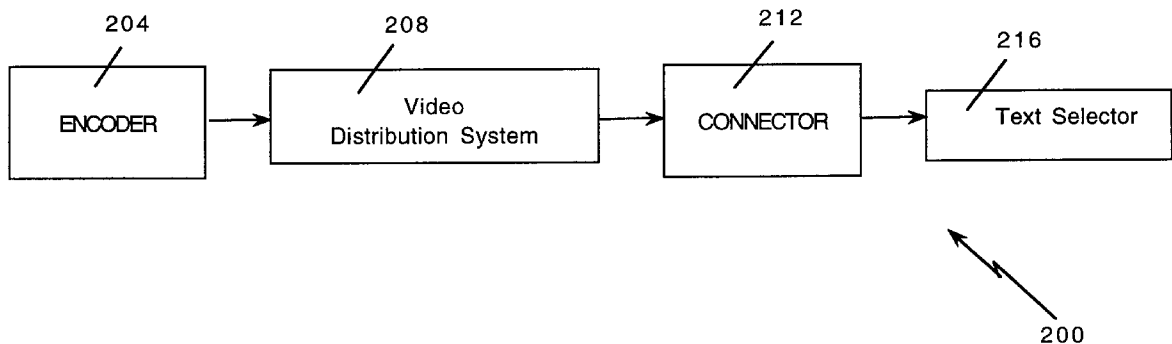 204
208
212
216
ENCODER
Video
Distribution System
CONNECTOR
Text Selector
200